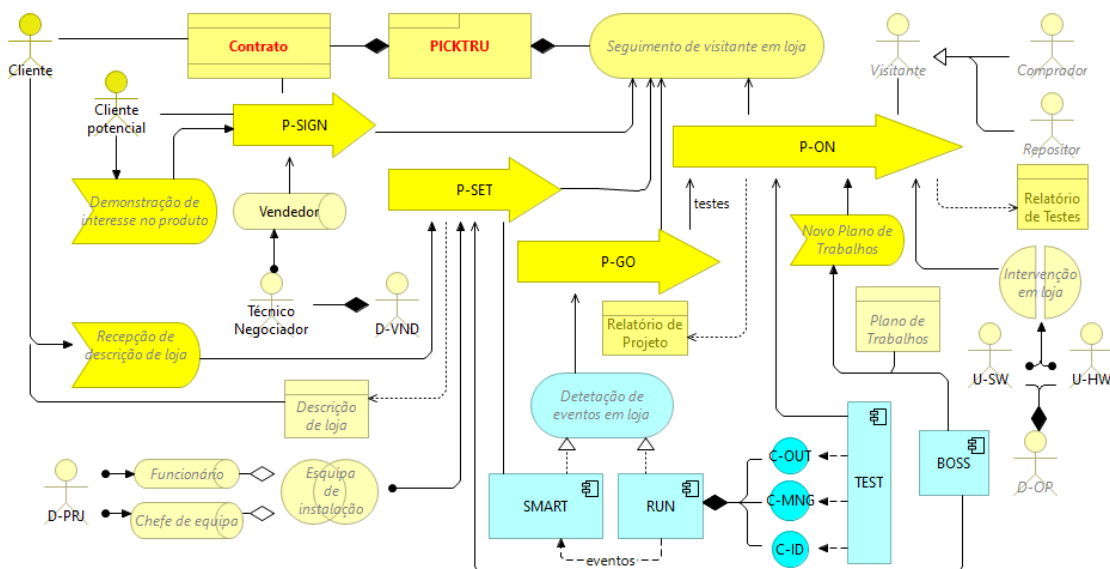 Contrato
PICKTRU
Seguimento de visitante em loja
Cliente
Visitante
Comprador
Cliente
potencial
P-SIGN
P-ON
Repositor
P-SET
Demonstração de
interesse no produto
Vendedor
testes
Novo Plano de
Trabalhos
Relatório
de Testes
P-GO
Intervenção
em loja
Técnico
Negociador
D-VND
Relatório de
Projeto
Plano de
Trabalhos
Recepção de
descrição de loja
U-SW
U-HW
Descrição
de loja
Detetação de
eventos em loja
C-OUT
TEST
BOSS
D-OP
Funcionário
Equipa
de
instalação
SMART
RUN
C-MNG
D-PRJ
Chefe de equipa
C-ID
eventos